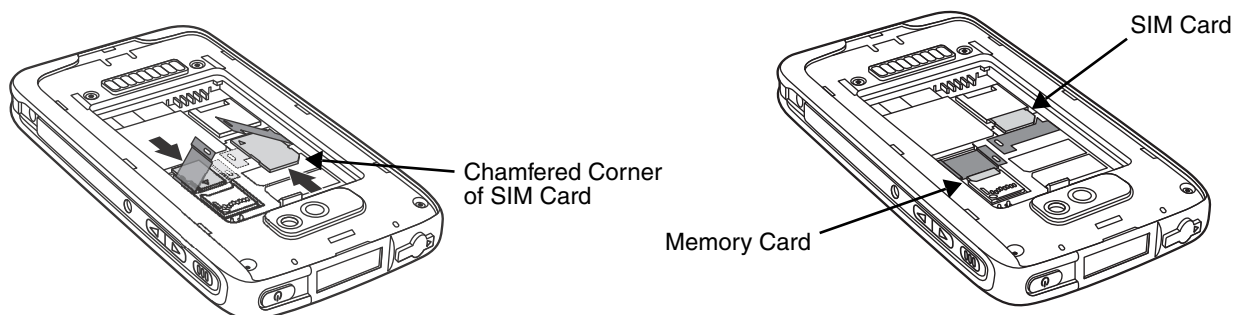 SIM Card
Chamfered Corner
of SIM Card
Memory Card